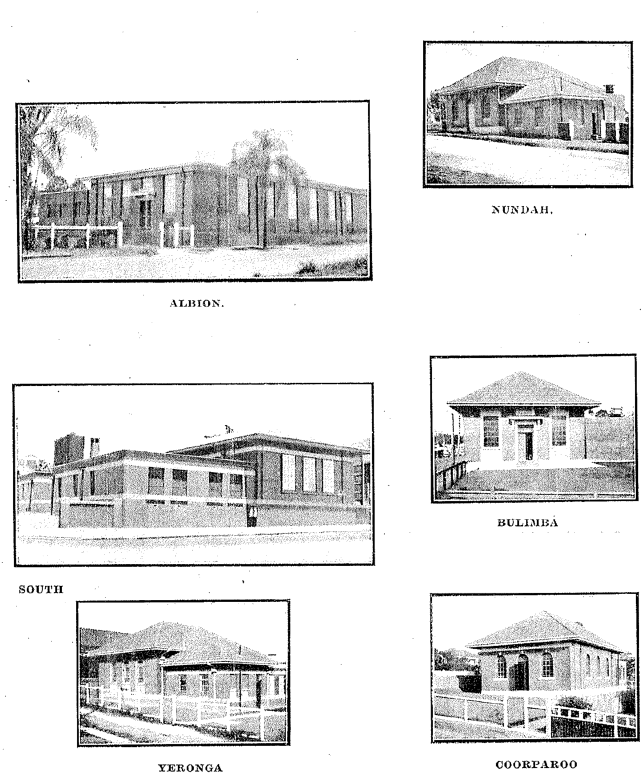 NUNDAH.
ALBION.
BULIMBA
SOUTH
YERONGA
COORPAROO